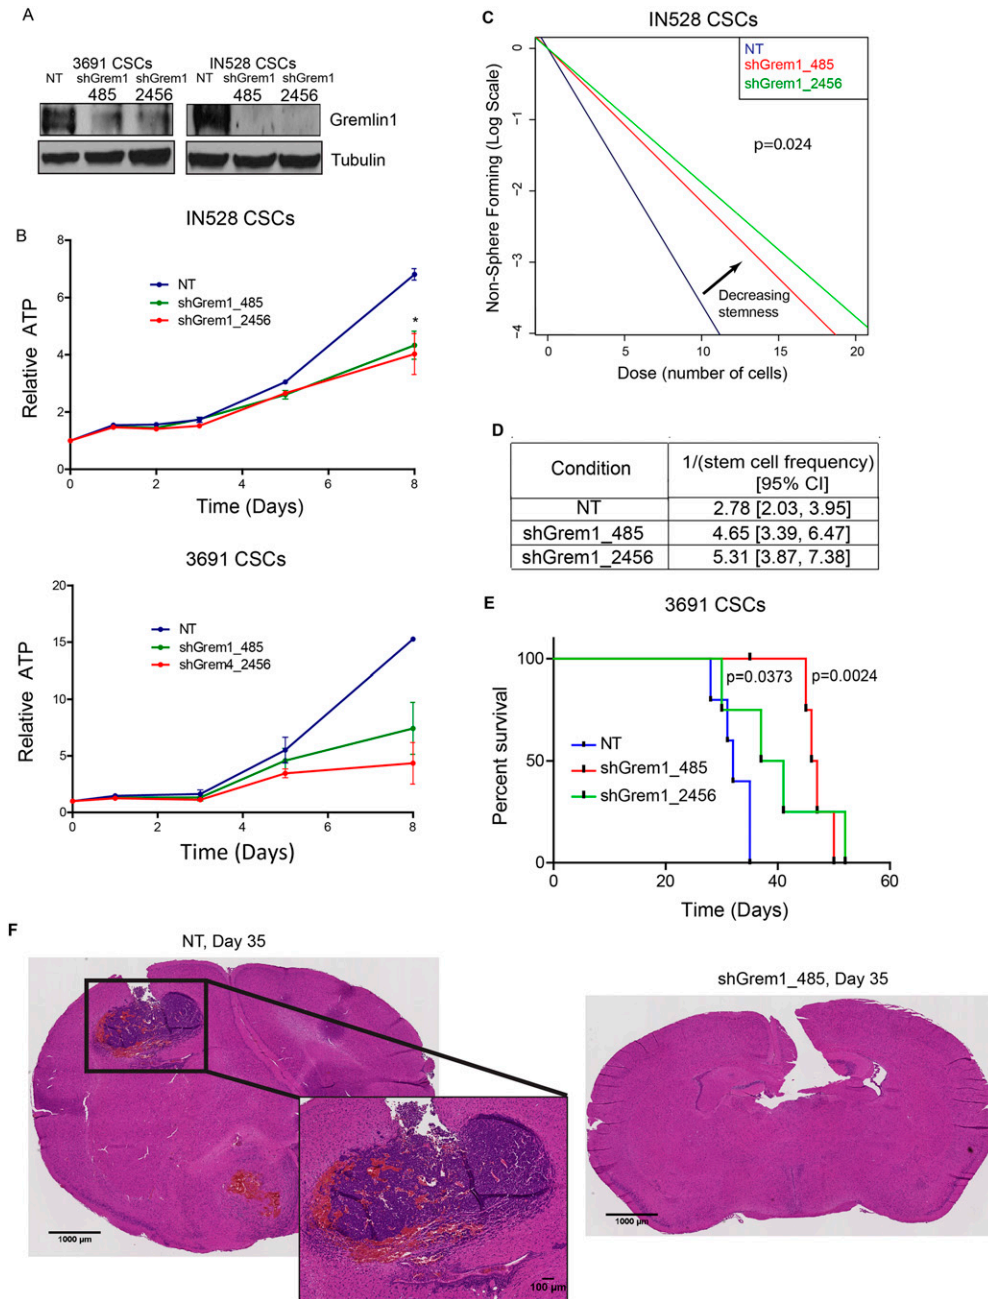 A
3691 CSCs
NT shGrem1 shGrem1
485 2456
IN528 CSCs
NT shGrem1 shGrem1
485 2456
Gremlin1
Tubulin
B
IN528 CSCs
Relative ATP
8
6
4
2
0
NT
shGrem1_485
shGrem1_2456
*
0 2 4 6 8
Time (Days)
3691 CSCs
Relative ATP
20
15
10
5
0
NT
shGrem1_485
shGrem4_2456
0 2 4 6 8
Time (Days)
C
IN528 CSCs
Non-Sphere Forming (Log Scale)
0
−1
−2
−3
−4
NT
shGrem1_485
shGrem1_2456
p=0.024
Decreasing
stemness
0 5 10 15 20
Dose (number of cells)
D
Condition 1/(stem cell frequency)
[95% CI]
NT 2.78 [2.03, 3.95]
shGrem1_485 4.65 [3.39, 6.47]
shGrem1_2456 5.31 [3.87, 7.38]
E
3691 CSCs
Percent survival
100
50
0
p=0.0373 p=0.0024
NT
shGrem1_485
shGrem1_2456
0 20 40 60
Time (Days)
F
NT, Day 35
1000 µm
100 µm
shGrem1_485, Day 35
1000 µm